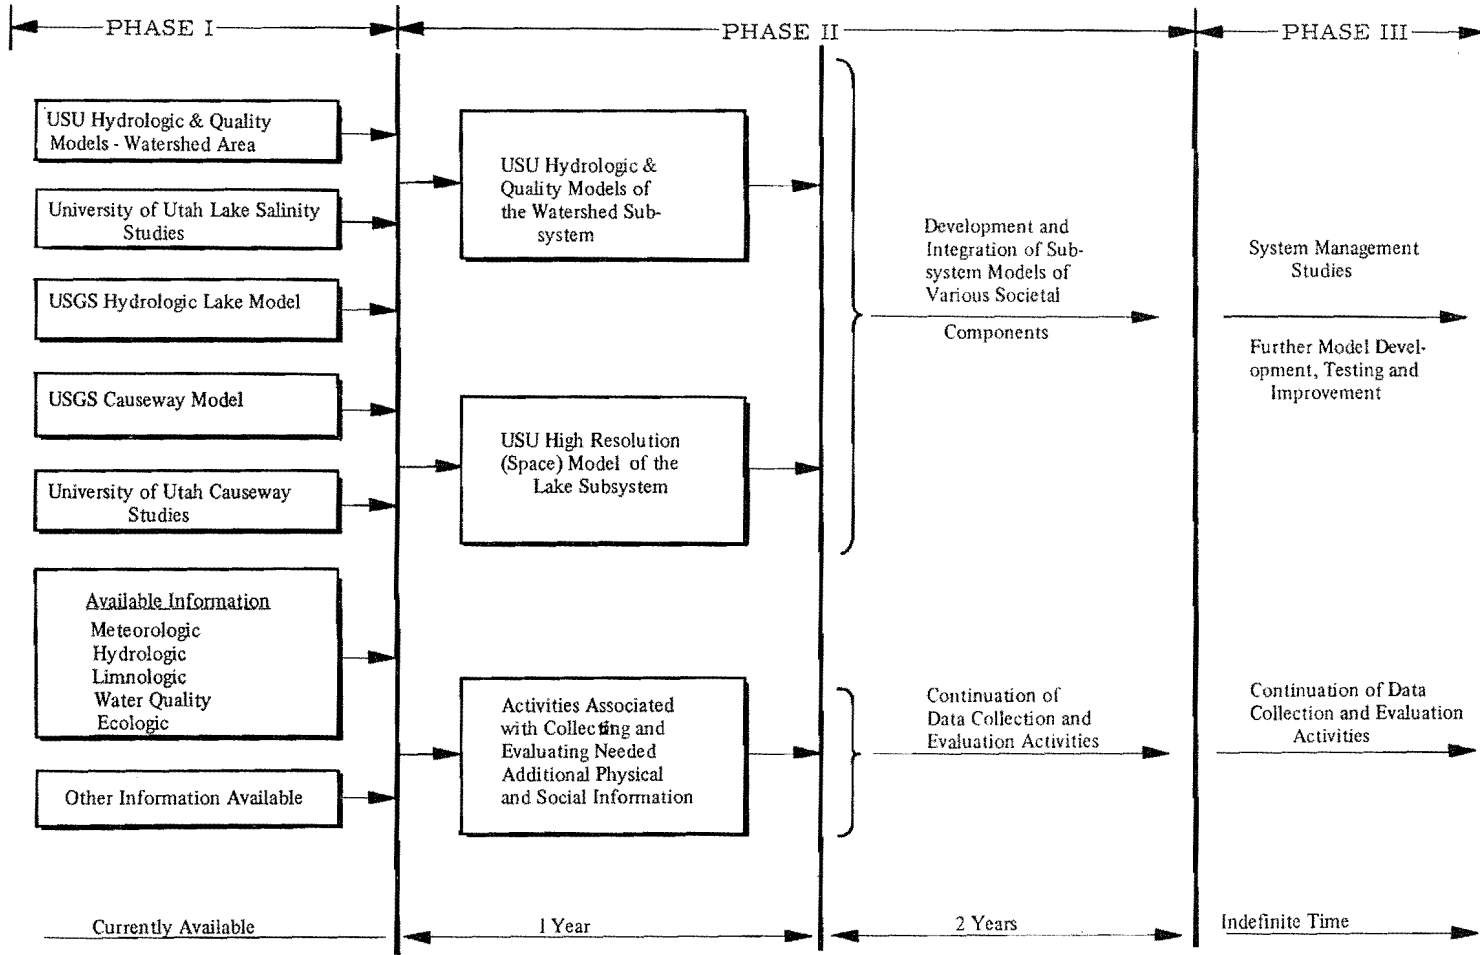 PHASE I
PHASE II
PHASE III
USU Hydrologic & Quality
Models - Watershed Area
University of Utah Lake Salinity
Studies
USGS Hydrologic Lake Model
USGS Causeway Model
University of Utah Causeway
Studies
Available Information
Meteorologic
Hydrologic
Limnologic
Water Quality
Ecologic
Other Information Available
USU Hydrologic &
Quality Models of
the Watershed Sub-
system
USU High Resolution
(Space) Model of the
Lake Subsystem
Activities Associated
with Collecting and
Evaluating Needed
Additional Physical
and Social Information
Development and
Integration of Sub-
system Models of
Various Societal
Components
Continuation of
Data Collection and
Evaluation Activities
System Management
Studies
Further Model Devel-
opment, Testing and
Improvement
Continuation of Data
Collection and Evaluation
Activities
Currently Available
1 Year
2 Years
Indefinite Time